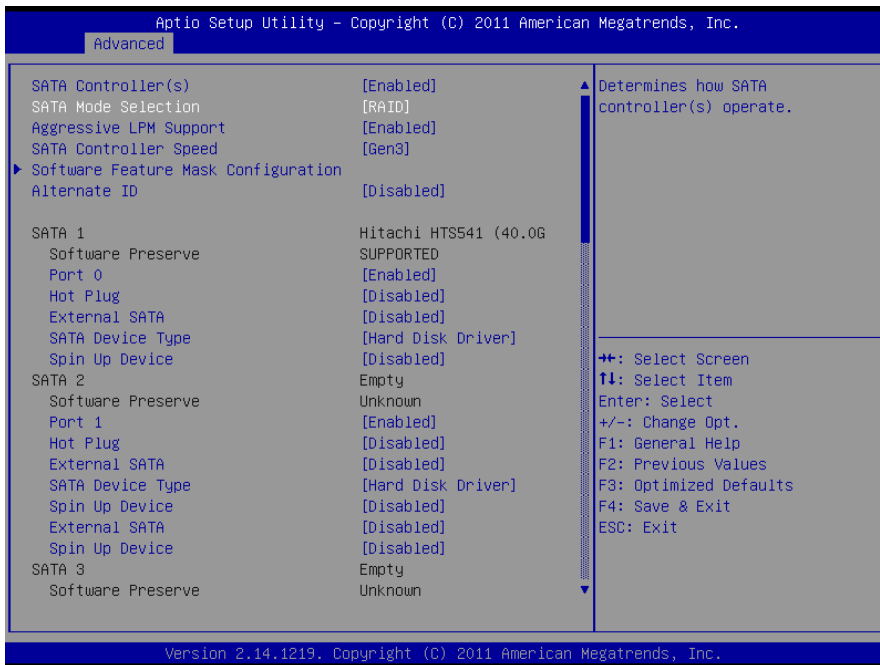 Aptio Setup Utility – Copyright (C) 2011 American Megatrends, Inc.
Advanced
SATA Controller(s) [Enabled]
SATA Mode Selection [RAID]
Aggressive LPM Support [Enabled]
SATA Controller Speed [Gen3]
Software Feature Mask Configuration
Alternate ID [Disabled]
SATA 1 Hitachi HTS541 (40.0G
Software Preserve SUPPORTED
Port 0 [Enabled]
Hot Plug [Disabled]
External SATA [Disabled]
SATA Device Type [Hard Disk Driver]
Spin Up Device [Disabled]
SATA 2 Empty
Software Preserve Unknown
Port 1 [Enabled]
Hot Plug [Disabled]
External SATA [Disabled]
SATA Device Type [Hard Disk Driver]
Spin Up Device [Disabled]
External SATA [Disabled]
Spin Up Device [Disabled]
SATA 3 Empty
Software Preserve Unknown
Determines how SATA
controller(s) operate.
→←: Select Screen
↑↓: Select Item
Enter: Select
+/-: Change Opt.
F1: General Help
F2: Previous Values
F3: Optimized Defaults
F4: Save & Exit
ESC: Exit
Version 2.14.1219. Copyright (C) 2011 American Megatrends, Inc.